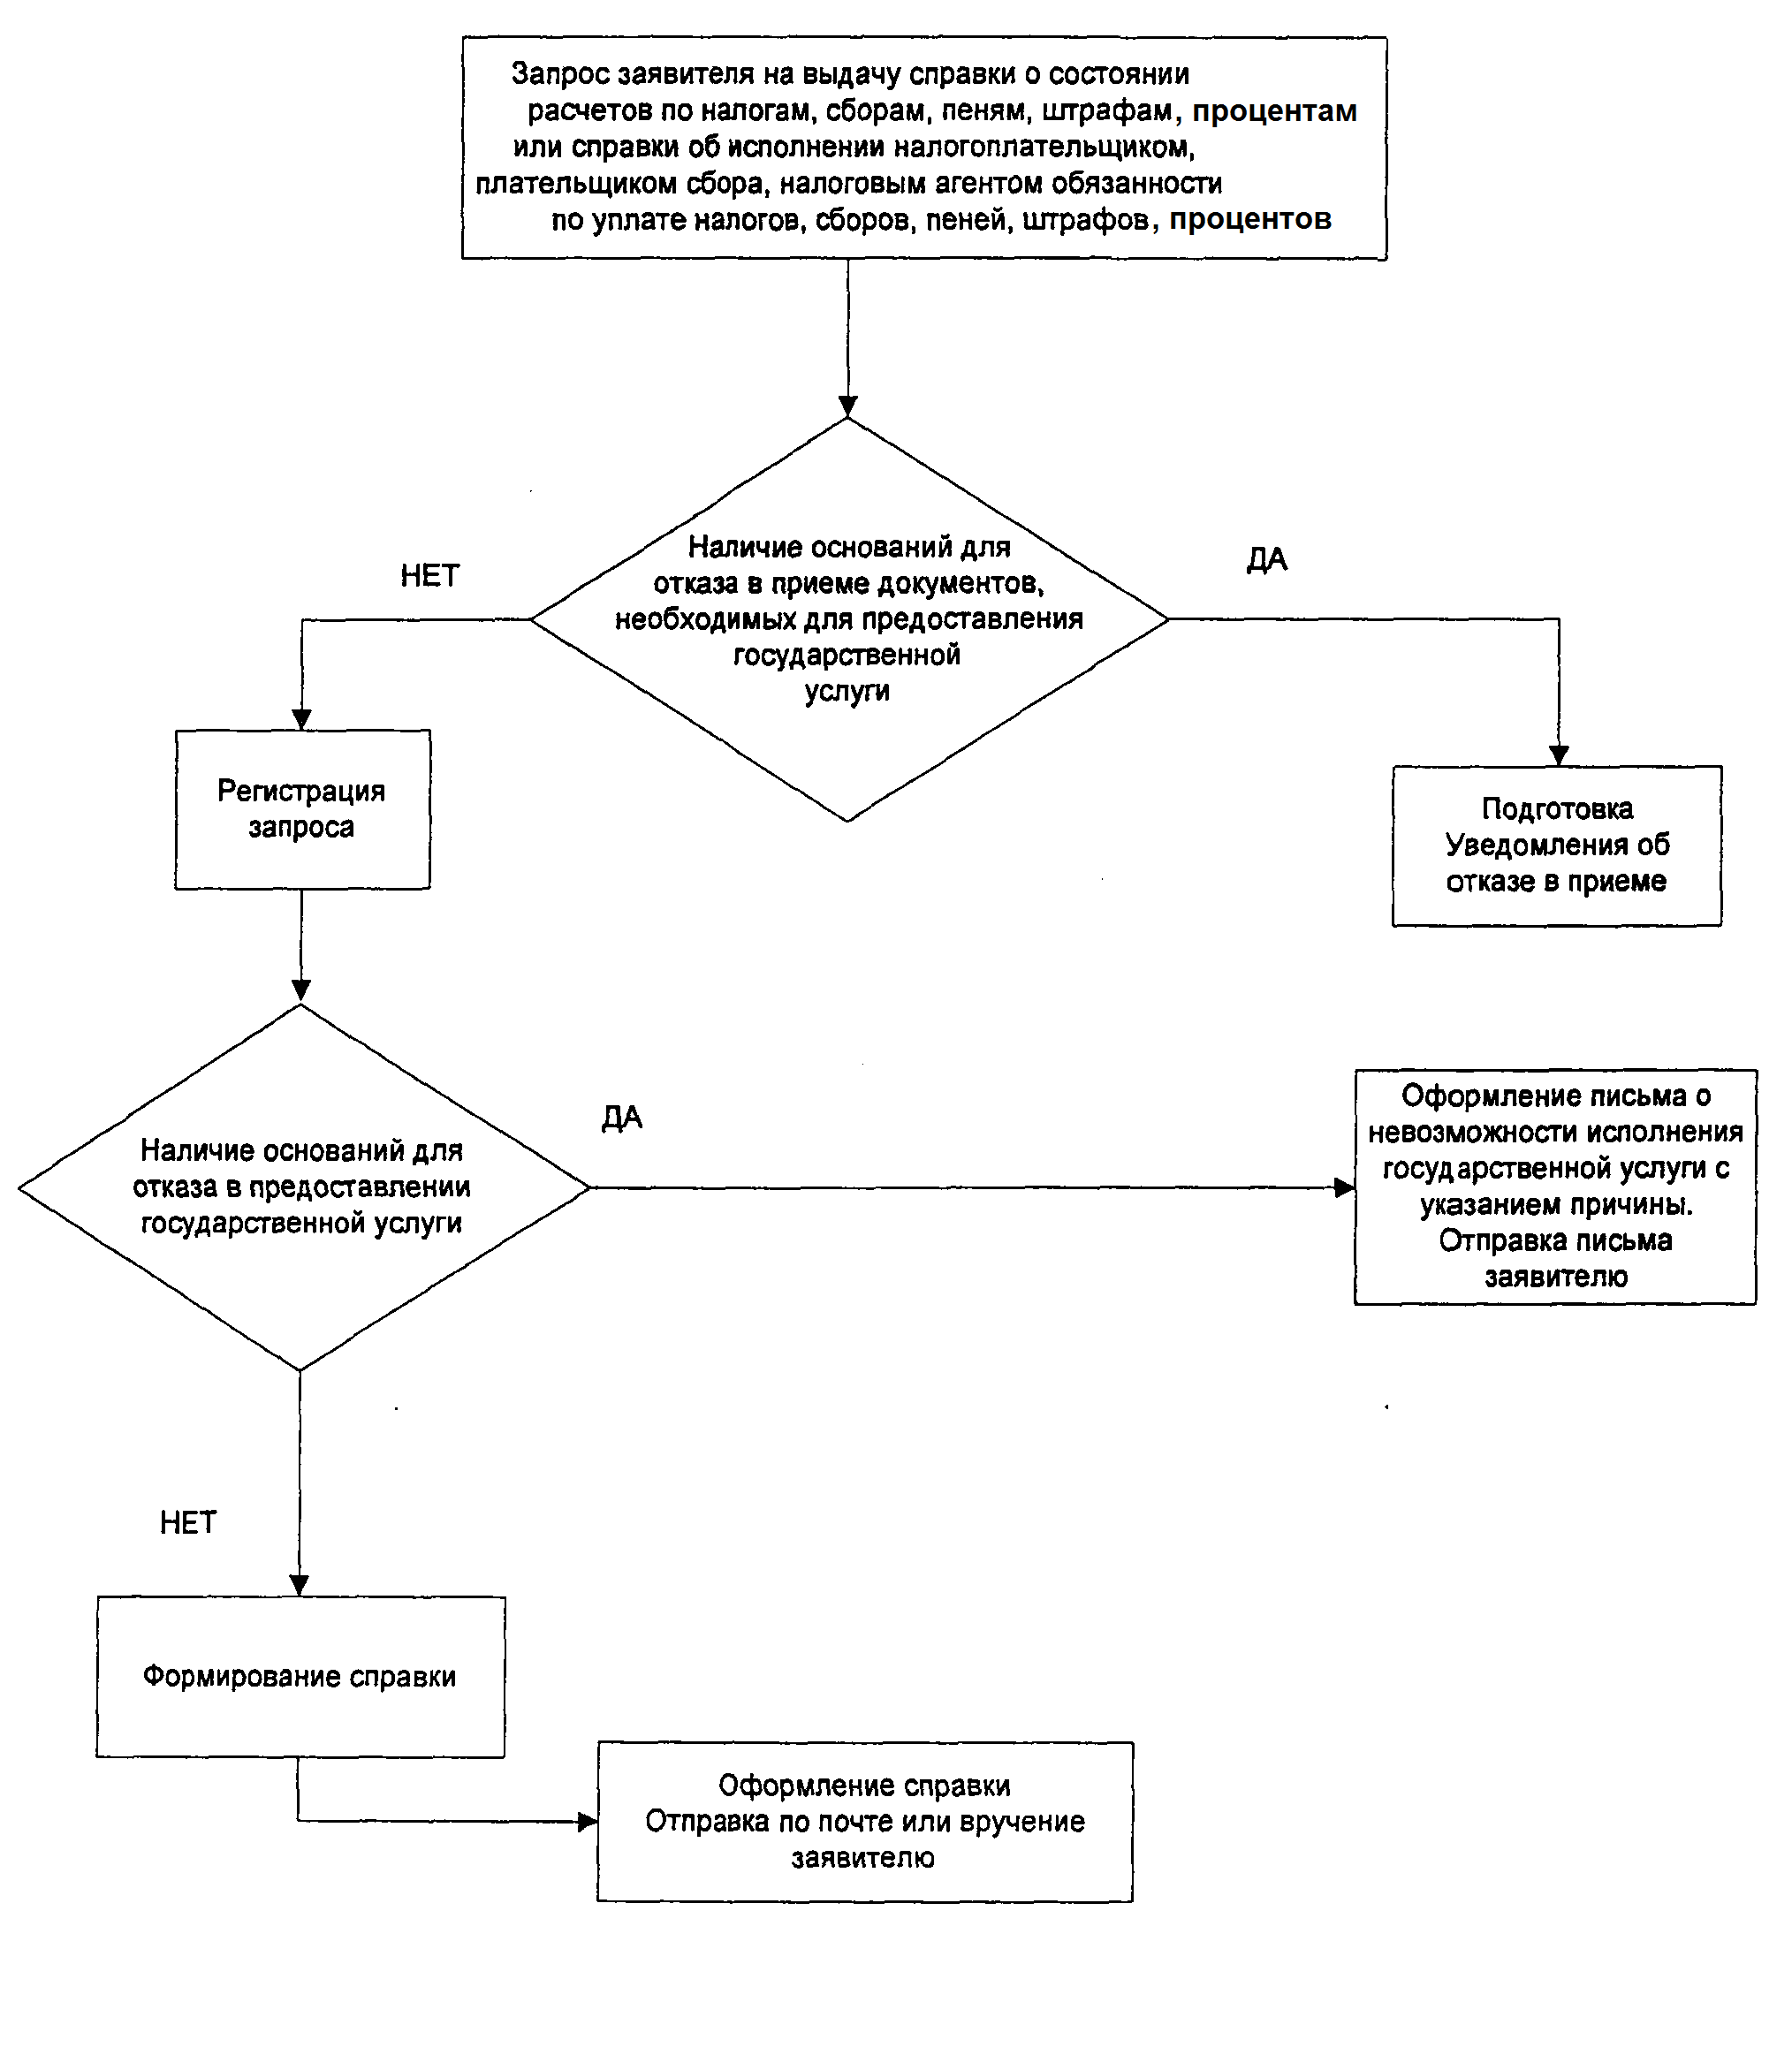 Запрос заявителя на выдачу справки о состоянии
расчетов по налогам, сборам, пеням, штрафам, процентам
или справки об исполнении налогоплательщиком,
плательщиком сбора, налоговым агентом обязанности
по уплате налогов, сборов, пеней, штрафов, процентов
Наличие оснований для
отказа в приеме документов,
необходимых для предоставления
государственной
услуги
НЕТ
ДА
Регистрация
запроса
Подготовка
Уведомления об
отказе в приеме
Наличие оснований для
отказа в предоставлении
государственной услуги
ДА
Оформление письма о
невозможности исполнения
государственной услуги с
указанием причины.
Отправка письма
заявителю
НЕТ
Формирование справки
Оформление справки
Отправка по почте или вручение
заявителю